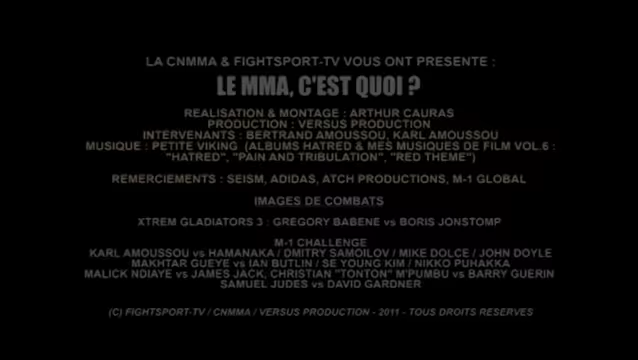 LA CNMMA & FIGHTSPORT-TV VOUS ONT PRESENTE :
LE MMA, C'EST QUOI ?
REALISATION & MONTAGE : ARTHUR CAURAS
PRODUCTION : VERSUS PRODUCTION
INTERVENANTS : BERTRAND AMOUSSOU, KARL AMOUSSOU
MUSIQUE : PETITE VIKING (ALBUMS HATRED & MES MUSIQUES DE FILM VOL.6 :
"HATRED", "PAIN AND TRIBULATION", "RED THEME")
REMERCIEMENTS : SEISM, ADIDAS, ATCH PRODUCTIONS, M-1 GLOBAL
IMAGES DE COMBATS
XTREM GLADIATORS 3 : GREGORY BABENE vs BORIS JONSTOMP
M-1 CHALLENGE
KARL AMOUSSOU vs HAMANAKA / DMITRY SAMOILOV / MIKE DOLCE / JOHN DOYLE
MAKHTAR GUEYE vs IAN BUTLIN / SE YOUNG KIM / NIKKO PUHAKKA
MALICK NDIAYE vs JAMES JACK, CHRISTIAN "TONTON" M'PUMBU vs BARRY GUERIN
SAMUEL JUDES vs DAVID GARDNER
(C) FIGHTSPORT-TV / CNMMA / VERSUS PRODUCTION - 2011 - TOUS DROITS RESERVES